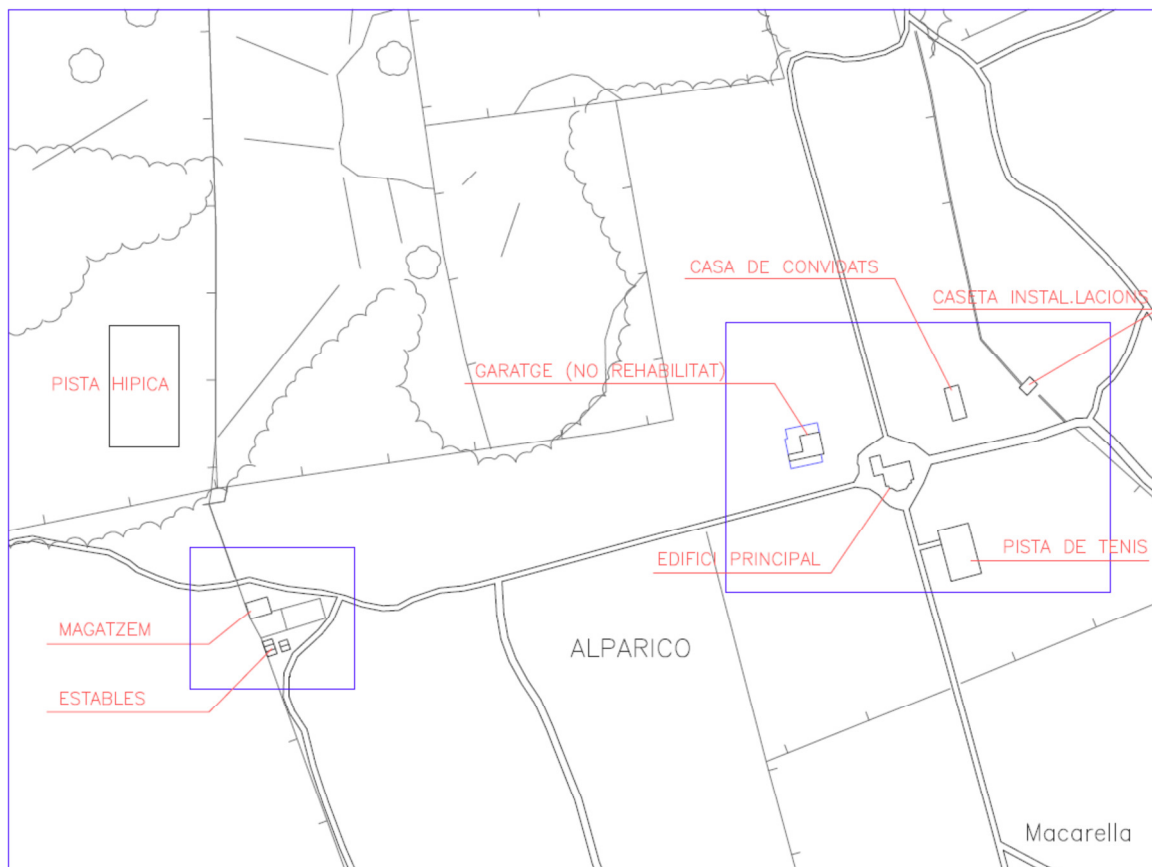 CASA DE CONVIDATS
CASETA INSTAL.LACIONS
PISTA HIPICA
GARATGE (NO REHABILITAT)
EDIFICI PRINCIPAL
PISTA DE TENIS
MAGATZEM
ALPARICO
ESTABLES
Macarella